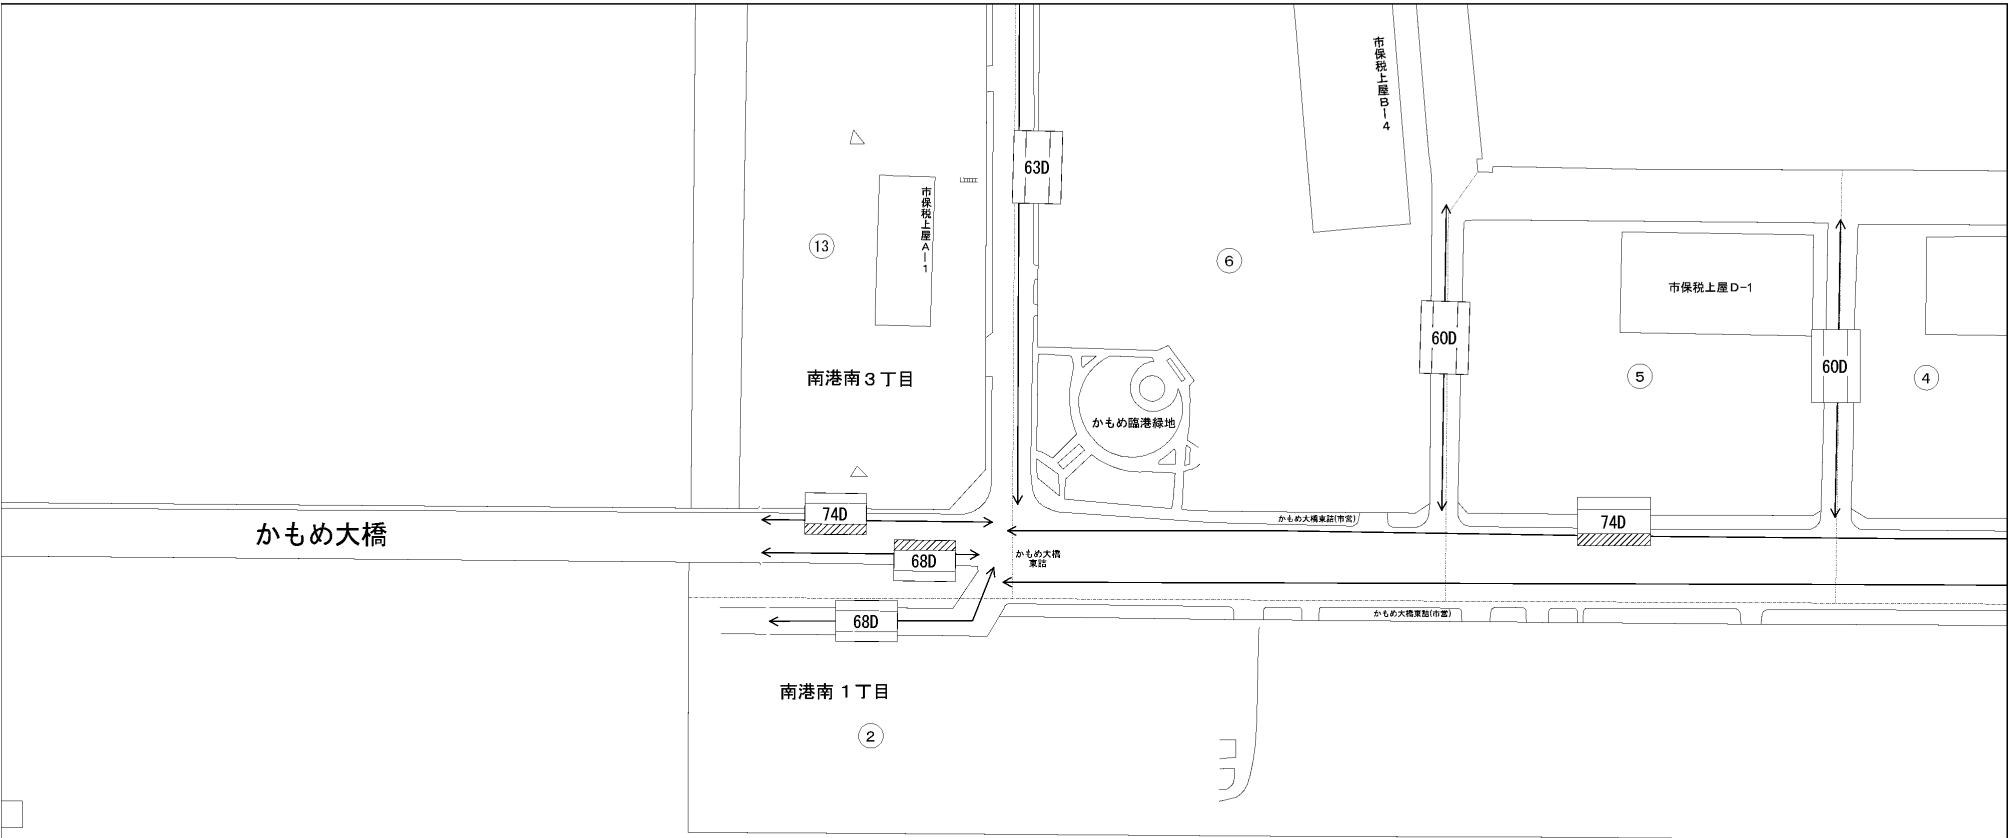 市保税上屋B－4
63D
市保税上屋A－1
13
6
市保税上屋D-1
60D
60D
南港南3丁目
5
4
かもめ臨港緑地
74D
かもめ大橋東詰(市営)
74D
かもめ大橋
68D
かもめ大橋
東詰
68D
かもめ大橋東詰(市営)
南港南1丁目
2